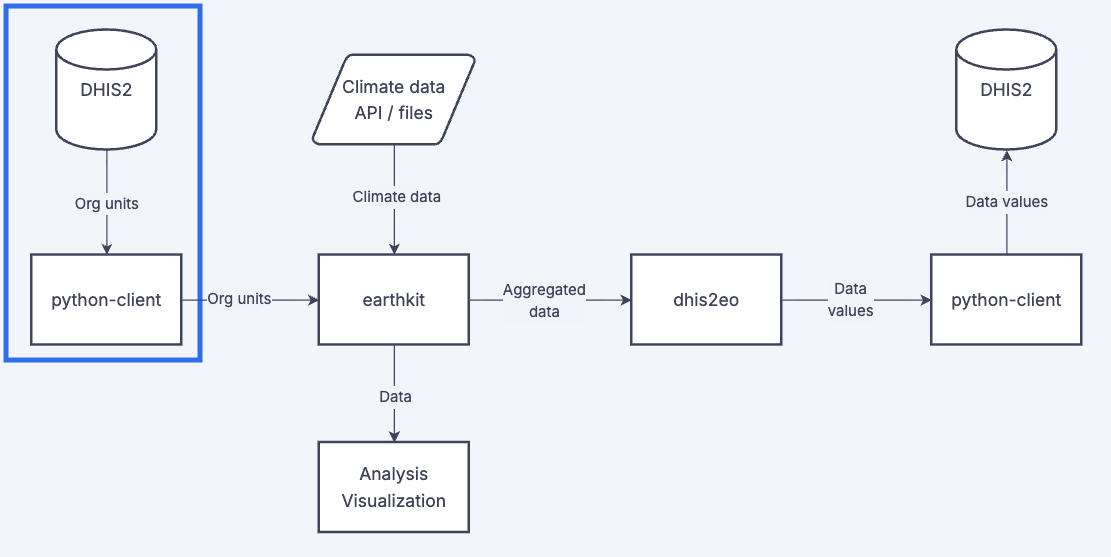 DHIS2
Climate data
API / files
DHIS2
Org units
Climate data
Data values
python-client
Org units
earthkit
Aggregated
data
dhis2eo
Data
values
python-client
Data
Analysis
Visualization